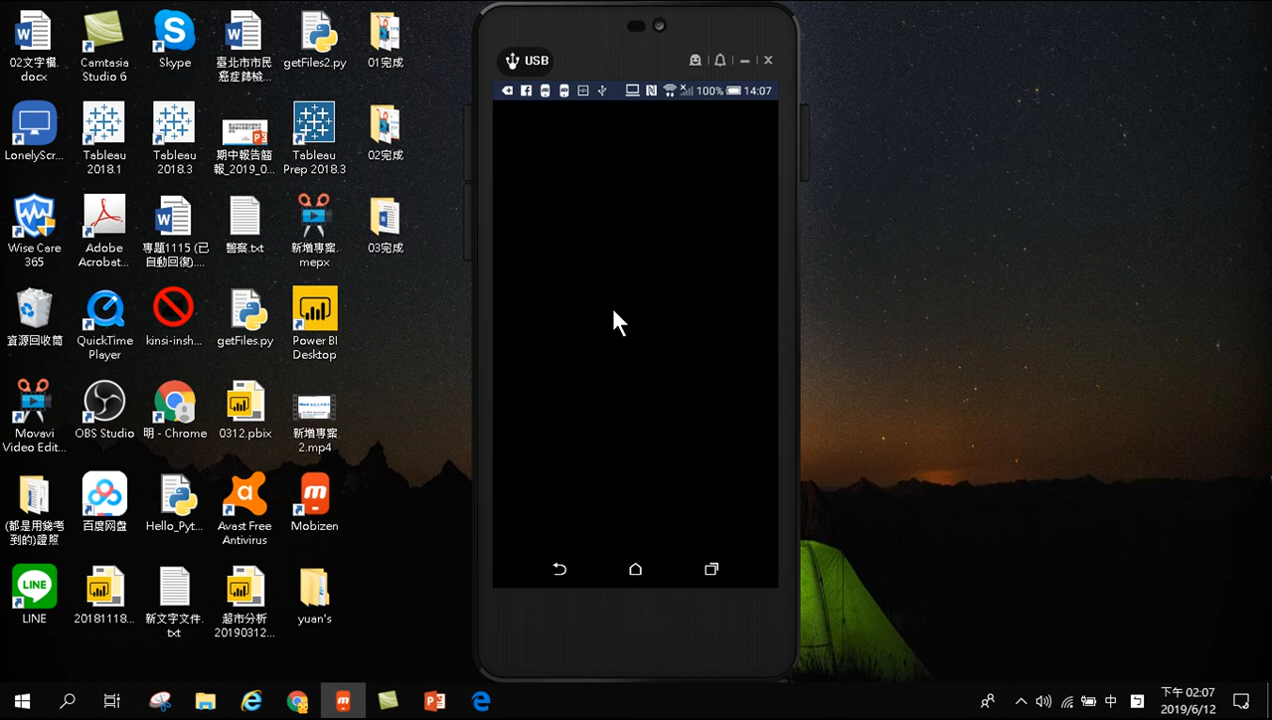 02文字檔.
docx
Camtasia
Studio 6
Skype
臺北市市民
癌症篩檢...
getFiles2.py
01完成
LonelyScr...
Tableau
2018.1
Tableau
2018.3
期中報告簡
報_2019_0...
Tableau
Prep 2018.3
02完成
Wise Care
365
Adobe
Acrobat...
專題1115 (已
自動回復)....
警察.txt
新增專案.
mepx
03完成
資源回收筒
QuickTime
Player
kinsi-insh...
getFiles.py
Power BI
Desktop
Movavi
Video Edit...
OBS Studio
明 - Chrome
0312.pbix
新增專案
2.mp4
(都是用錢考
到的)證照
百度网盘
Hello_Pyt...
Avast Free
Antivirus
Mobizen
LINE
20181118...
新文字文件.
txt
超市分析
20190312...
yuan's
USB
100% 14:07
中
下午 02:07
2019/6/12